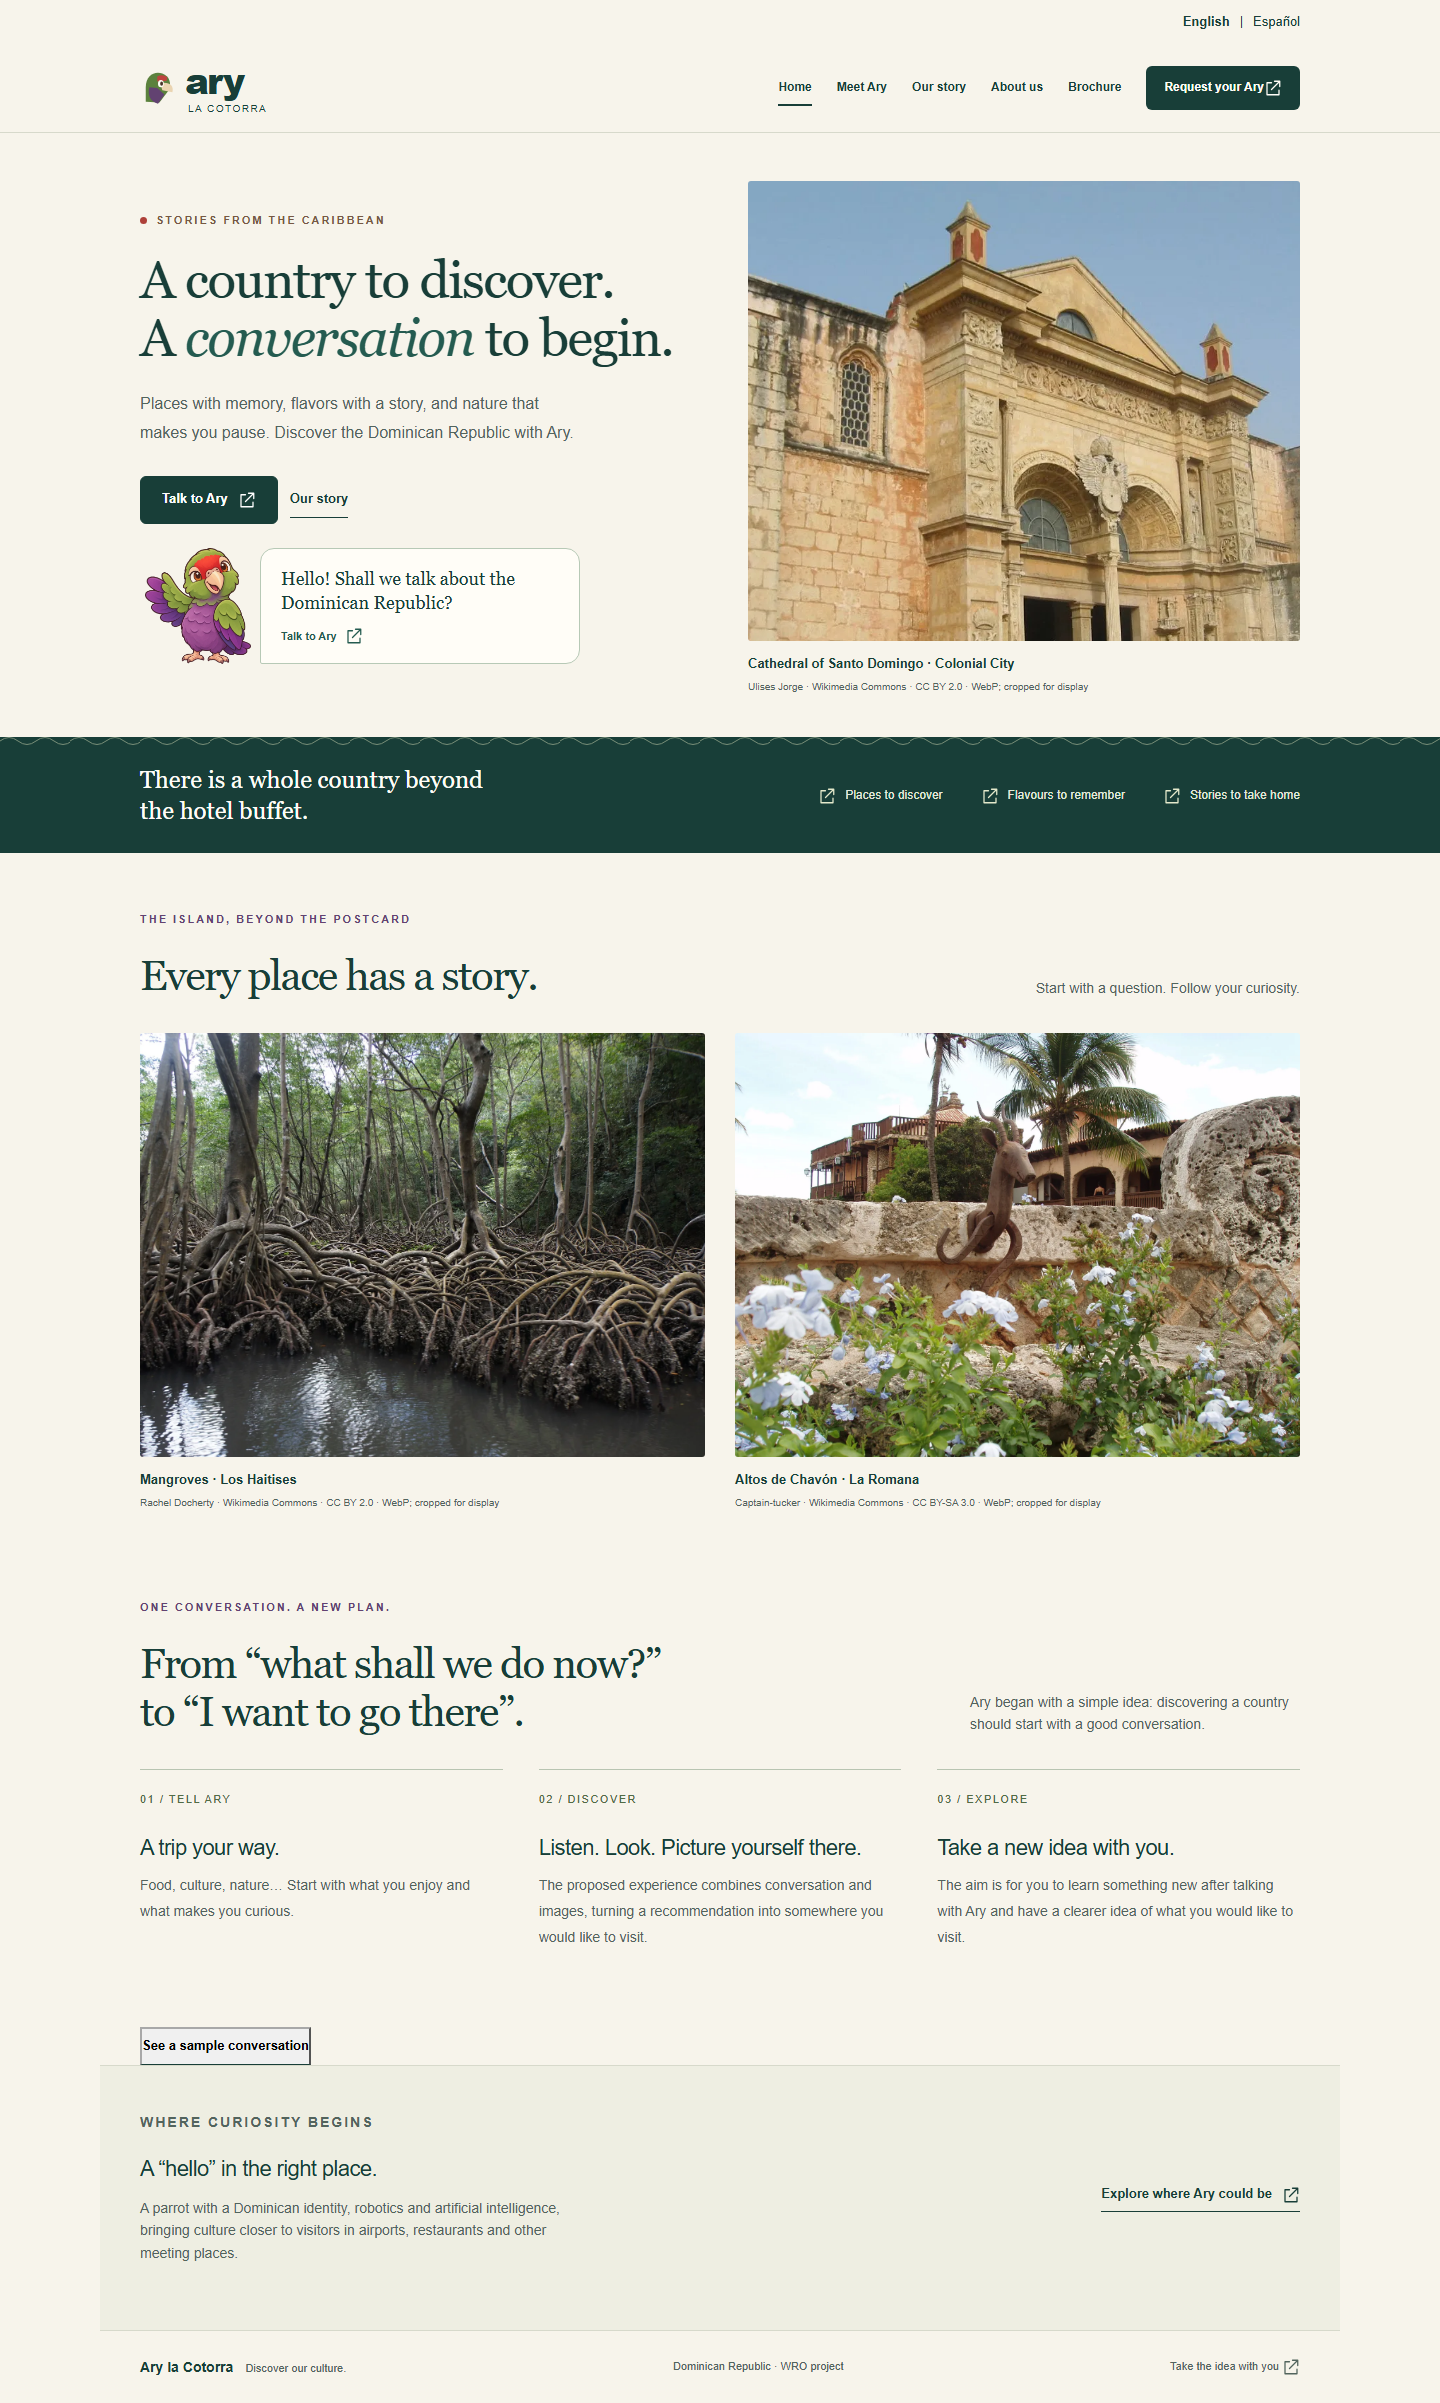 English | Español
ary
LA COTORRA
Home Meet Ary Our story About us Brochure Request your Ary
STORIES FROM THE CARIBBEAN
A country to discover.
A conversation to begin.
Places with memory, flavors with a story, and nature that
makes you pause. Discover the Dominican Republic with Ary.
Talk to Ary Our story
Hello! Shall we talk about the
Dominican Republic?
Talk to Ary
Cathedral of Santo Domingo · Colonial City
Ulises Jorge · Wikimedia Commons · CC BY 2.0 · WebP; cropped for display
There is a whole country beyond
the hotel buffet.
Places to discover Flavours to remember Stories to take home
THE ISLAND, BEYOND THE POSTCARD
Every place has a story.
Start with a question. Follow your curiosity.
Mangroves · Los Haitises
Rachel Docherty · Wikimedia Commons · CC BY 2.0 · WebP; cropped for display
Altos de Chavón · La Romana
Captain-tucker · Wikimedia Commons · CC BY-SA 3.0 · WebP; cropped for display
ONE CONVERSATION. A NEW PLAN.
From “what shall we do now?”
to “I want to go there”.
Ary began with a simple idea: discovering a country
should start with a good conversation.
01 / TELL ARY
A trip your way.
Food, culture, nature… Start with what you enjoy and
what makes you curious.
02 / DISCOVER
Listen. Look. Picture yourself there.
The proposed experience combines conversation and
images, turning a recommendation into somewhere you
would like to visit.
03 / EXPLORE
Take a new idea with you.
The aim is for you to learn something new after talking
with Ary and have a clearer idea of what you would like to
visit.
See a sample conversation
WHERE CURIOSITY BEGINS
A “hello” in the right place.
A parrot with a Dominican identity, robotics and artificial intelligence,
bringing culture closer to visitors in airports, restaurants and other
meeting places.
Explore where Ary could be
Ary la Cotorra Discover our culture.
Dominican Republic · WRO project
Take the idea with you